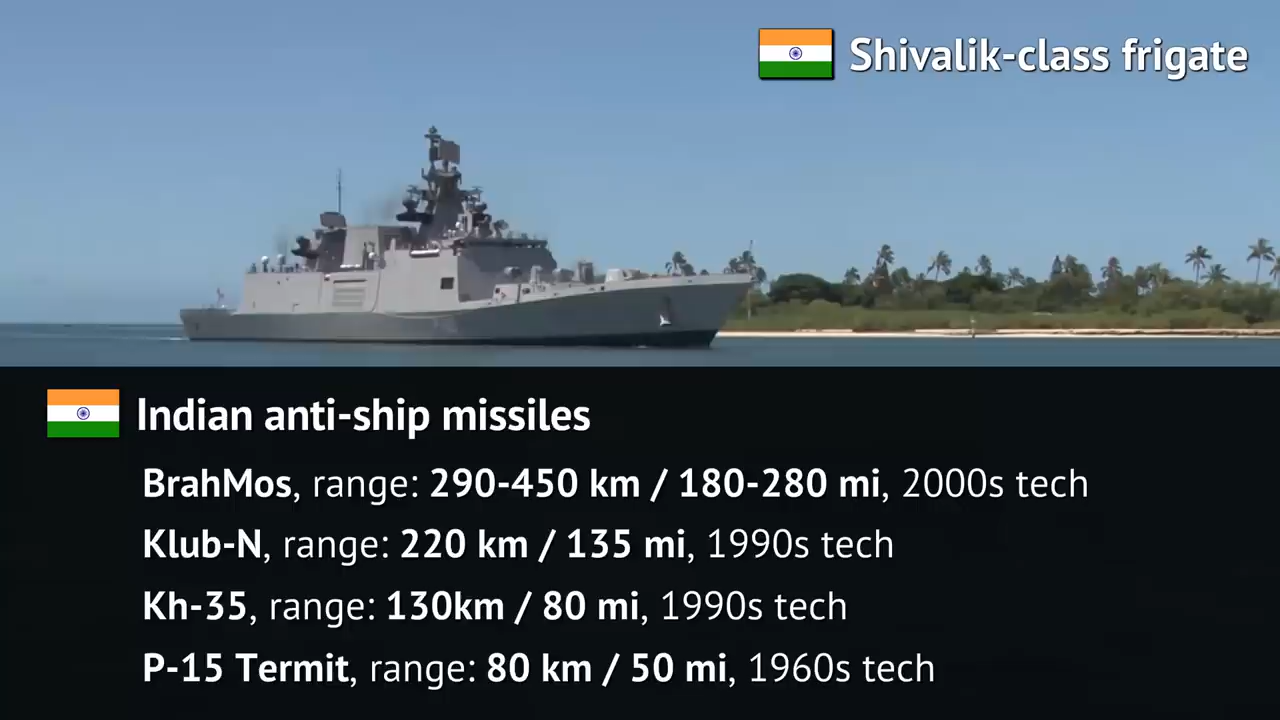 Shivalik-class frigate
Indian anti-ship missiles
BrahMos, range: 290-450 km / 180-280 mi, 2000s tech
Klub-N, range: 220 km / 135 mi, 1990s tech
Kh-35, range: 130km / 80 mi, 1990s tech
P-15 Termit, range: 80 km / 50 mi, 1960s tech